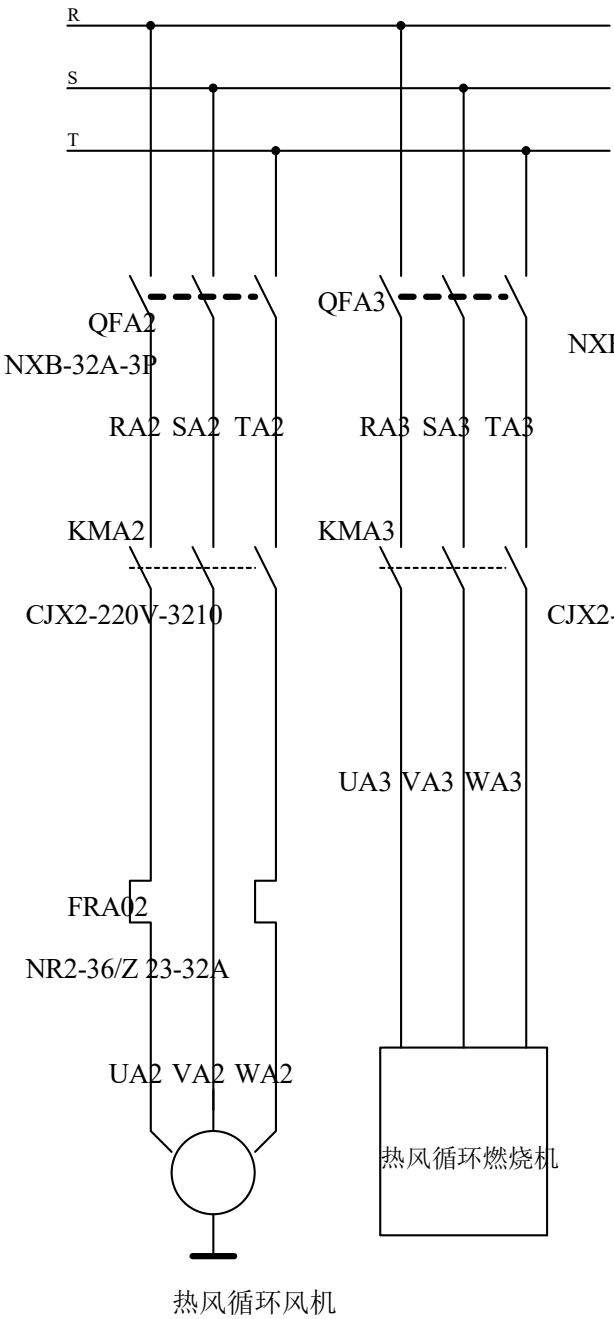 R
S
T
QFA2
NXB-32A-3P
QFA3
RA2 SA2 TA2
RA3 SA3 TA3
KMA2
KMA3
CJX2-220V-3210
CJX2-
UA3 VA3 WA3
FRA02
NR2-36/Z 23-32A
UA2 VA2 WA2
热风循环燃烧机
热风循环风机